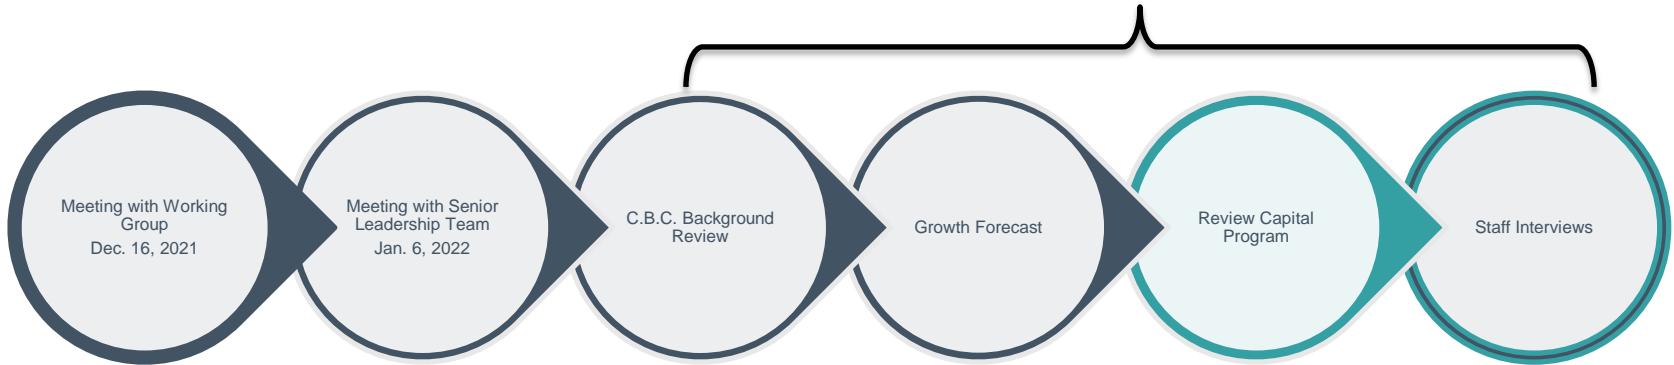 Meeting with Working
Group
Dec. 16, 2021
Meeting with Senior
Leadership Team
Jan. 6, 2022
C.B.C. Background
Review
Growth Forecast
Review Capital
Program
Staff Interviews